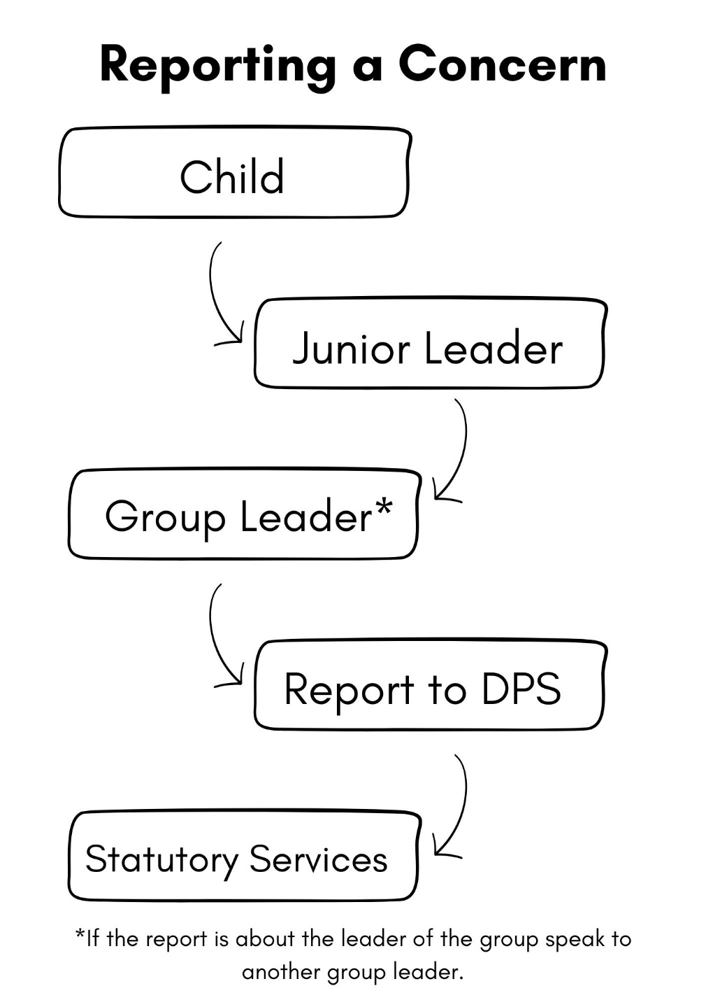 Reporting a Concern
Child
Junior Leader
Group Leader*
Report to DPS
Statutory Services
*If the report is about the leader of the group speak to
another group leader.